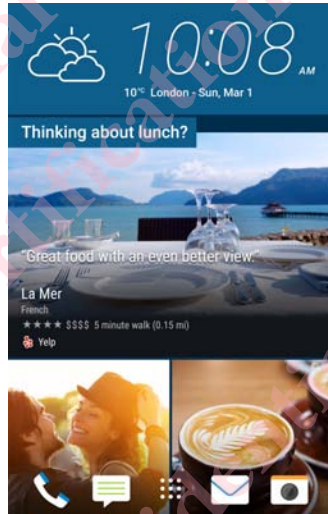 10:08 AM
10°C London - Sun, Mar 1
Thinking about lunch?
"Great food with an even better view."
La Mer
French
★★★★ $$$$ 5 minute walk (0.15 mi)
Yelp